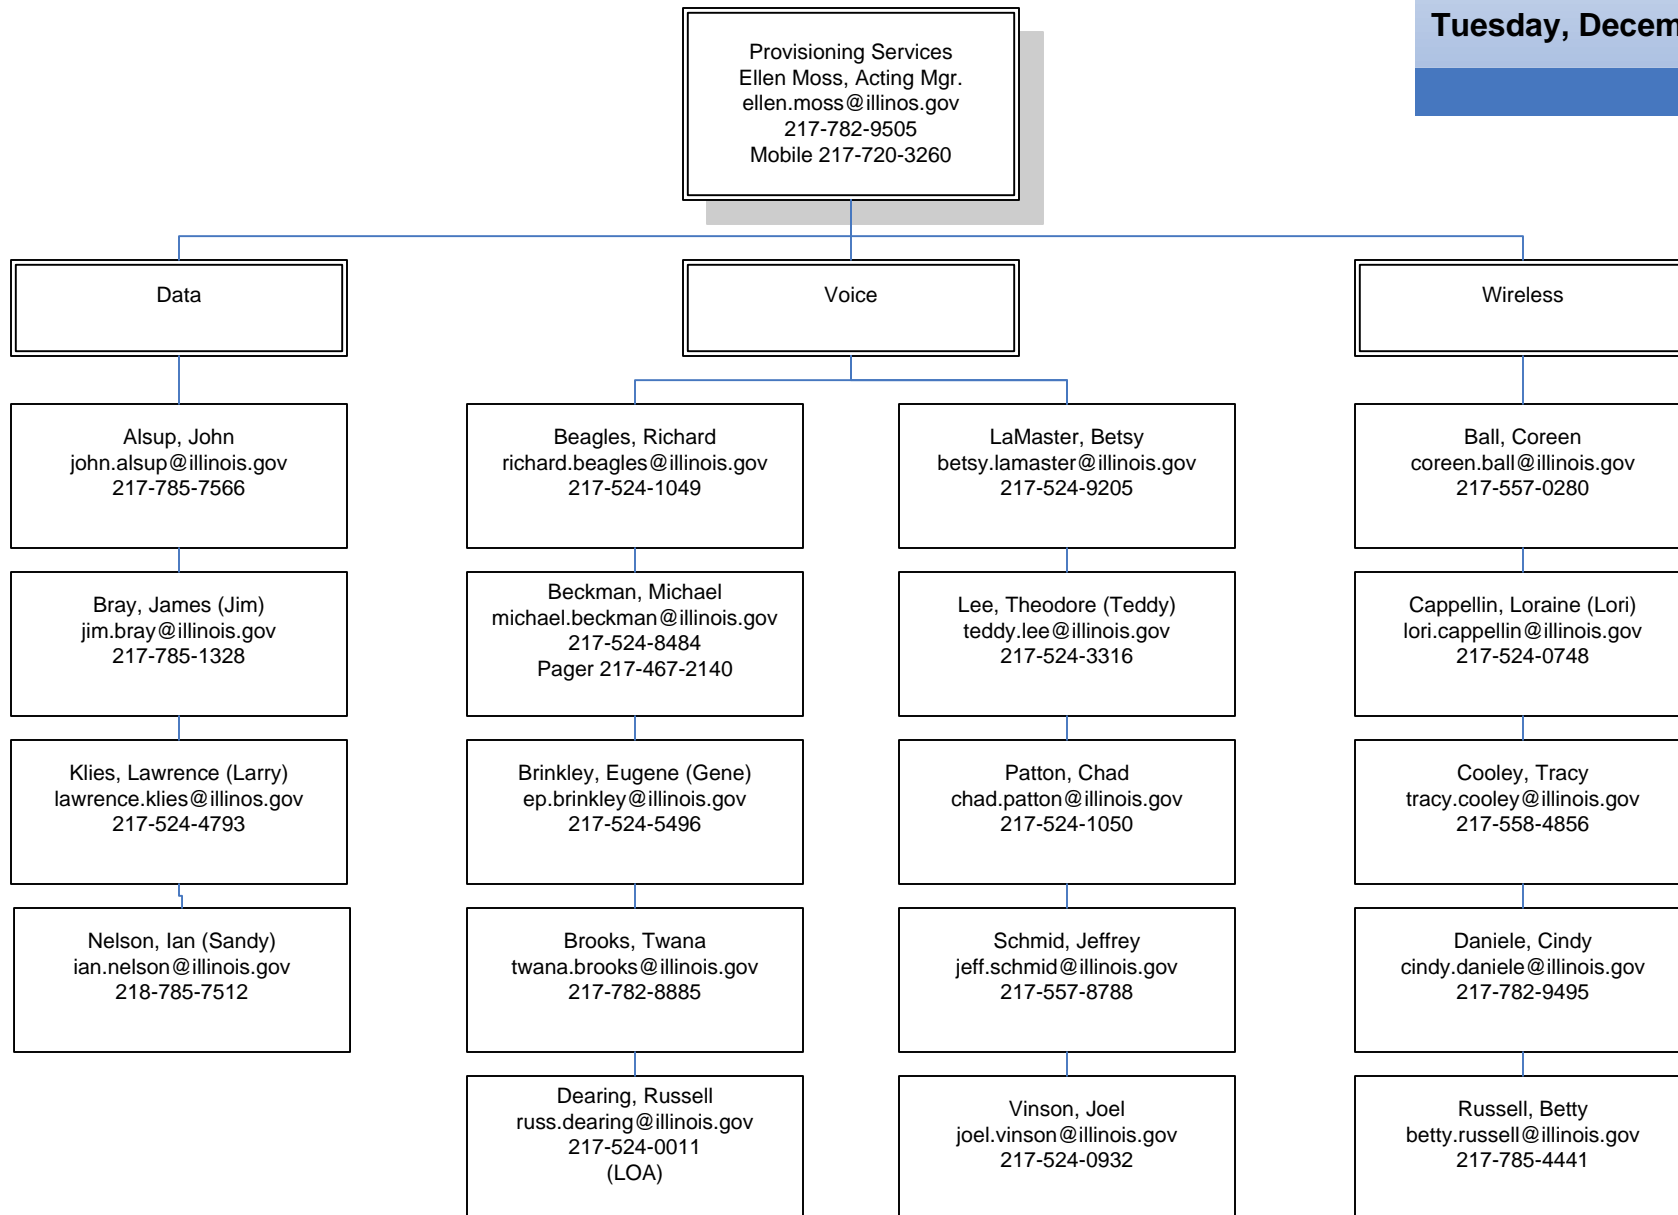 Tuesday, Decem
Provisioning Services
Ellen Moss, Acting Mgr.
ellen.moss@illinos.gov
217-782-9505
Mobile 217-720-3260
Data
Voice
Wireless
Alsup, John
john.alsup@illinois.gov
217-785-7566
Beagles, Richard
richard.beagles@illinois.gov
217-524-1049
LaMaster, Betsy
betsy.lamaster@illinois.gov
217-524-9205
Ball, Coreen
coreen.ball@illinois.gov
217-557-0280
Bray, James (Jim)
jim.bray@illinois.gov
217-785-1328
Beckman, Michael
michael.beckman@illinois.gov
217-524-8484
Pager 217-467-2140
Lee, Theodore (Teddy)
teddy.lee@illinois.gov
217-524-3316
Cappellin, Loraine (Lori)
lori.cappellin@illinois.gov
217-524-0748
Klies, Lawrence (Larry)
lawrence.klies@illinos.gov
217-524-4793
Brinkley, Eugene (Gene)
ep.brinkley@illinois.gov
217-524-5496
Patton, Chad
chad.patton@illinois.gov
217-524-1050
Cooley, Tracy
tracy.cooley@illinois.gov
217-558-4856
Nelson, Ian (Sandy)
ian.nelson@illinois.gov
218-785-7512
Brooks, Twana
twana.brooks@illinois.gov
217-782-8885
Schmid, Jeffrey
jeff.schmid@illinois.gov
217-557-8788
Daniele, Cindy
cindy.daniele@illinois.gov
217-782-9495
Dearing, Russell
russ.dearing@illinois.gov
217-524-0011
(LOA)
Vinson, Joel
joel.vinson@illinois.gov
217-524-0932
Russell, Betty
betty.russell@illinois.gov
217-785-4441